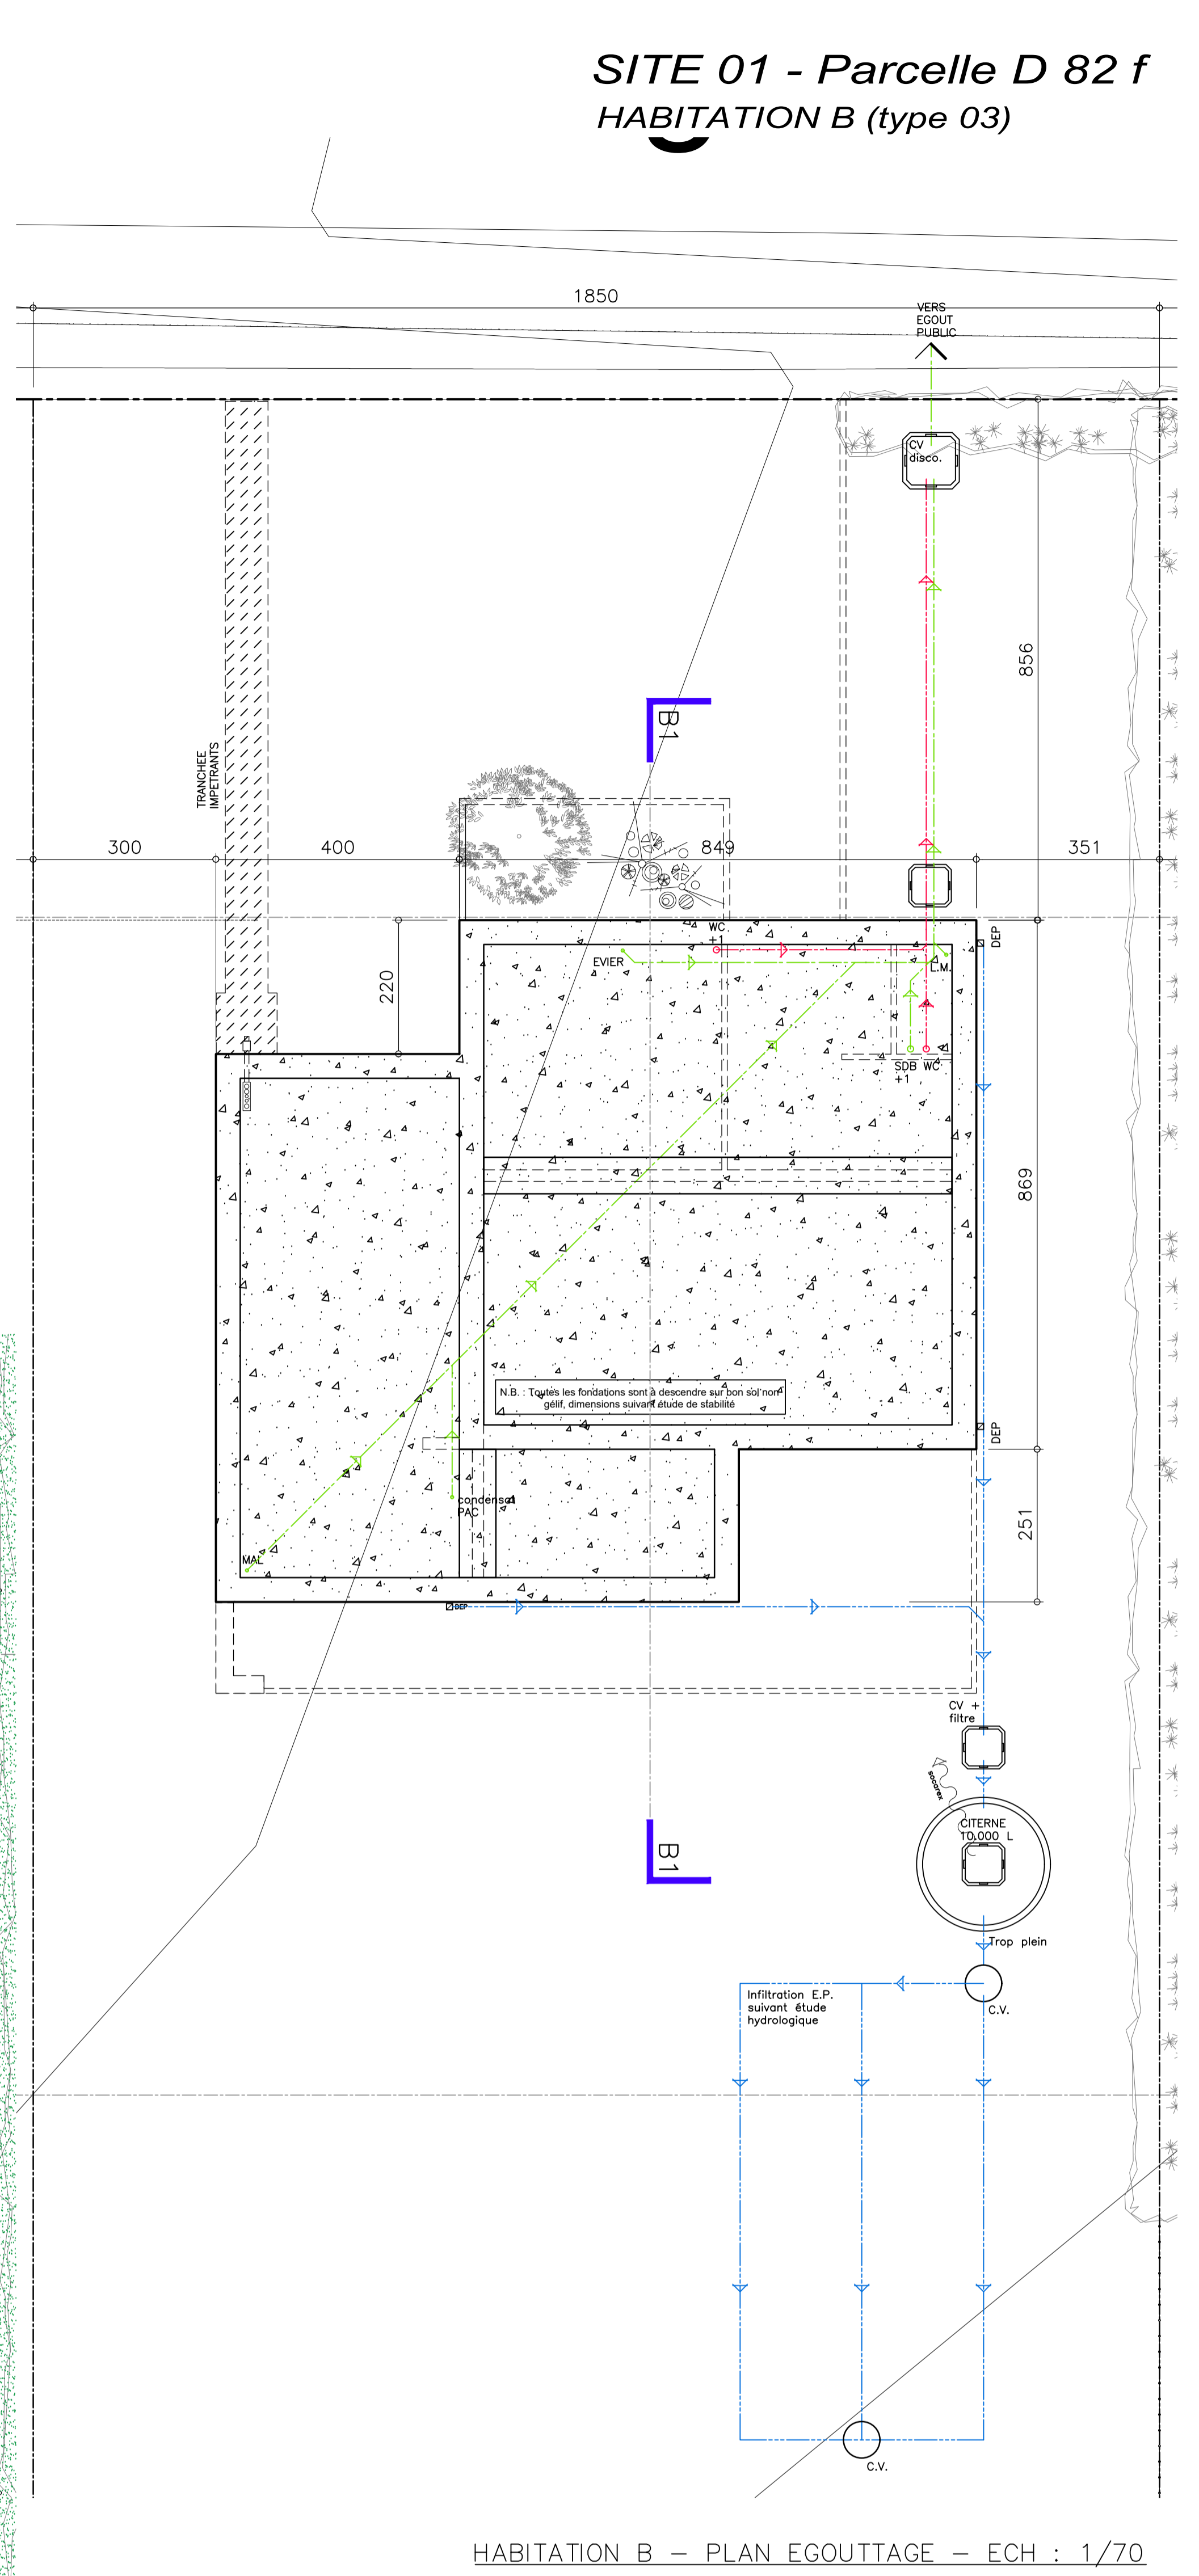 SITE 01 - Parcelle D 82 f
HABITATION B (type 03)
1850
VERS
EGOUT
PUBLIC
CV
disco.
856
B1
TRANCHEE
IMPETRANTS
300
400
849
351
WC
+1
DEP
EVIER
L.M.
220
SDB WC
+1
869
N.B. : Toutes les fondations sont à descendre sur bon sol non
gélif, dimensions suivant étude de stabilité
DEP
condensat
PAC
251
MAL
DEP
CV +
filtre
socarex
CITERNE
10.000 L
B1
Trop plein
Infiltration E.P.
suivant étude
hydrologique
C.V.
C.V.
HABITATION B - PLAN EGOUTTAGE - ECH : 1/70